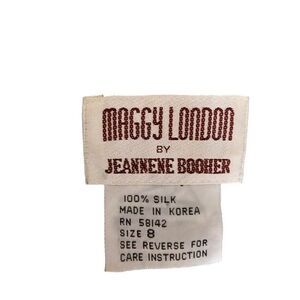 MAGGY LONDON
BY
JEANNENE BOOHER
100% SILK
MADE IN KOREA
RN 58142
SIZE 8
SEE REVERSE FOR
CARE INSTRUCTION